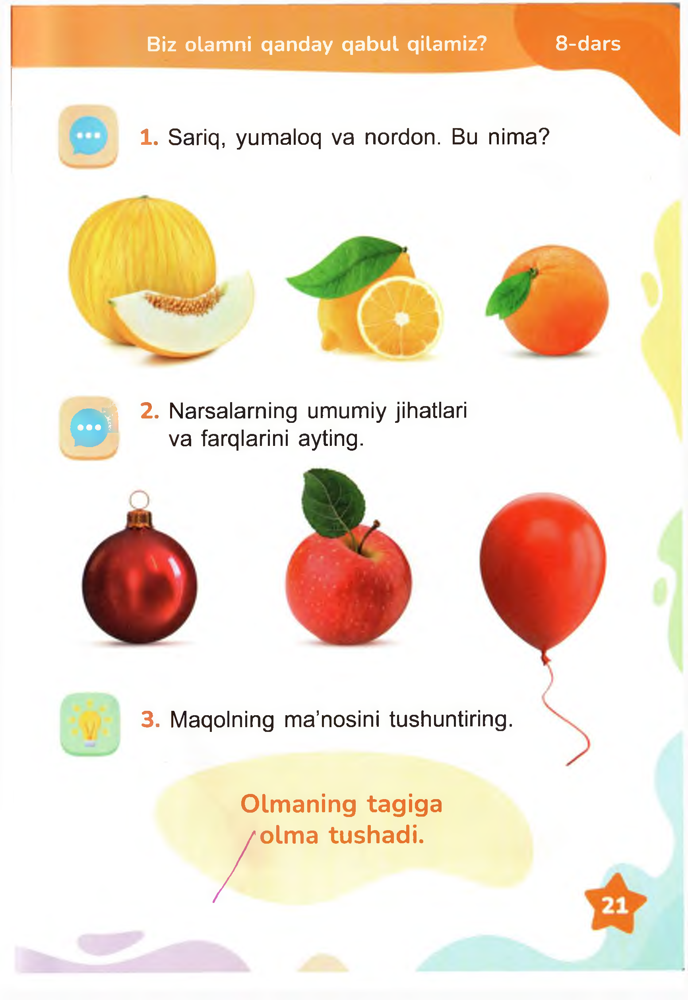 Biz olamni qanday qabul qilamiz? 8-dars
1. Sariq, yumaloq va nordon. Bu nima?
2. Narsalarning umumiy jihatlari
va farqlarini ayting.
3. Maqolning ma’nosini tushuntiring.
Olmaning tagiga
olma tushadi.
21